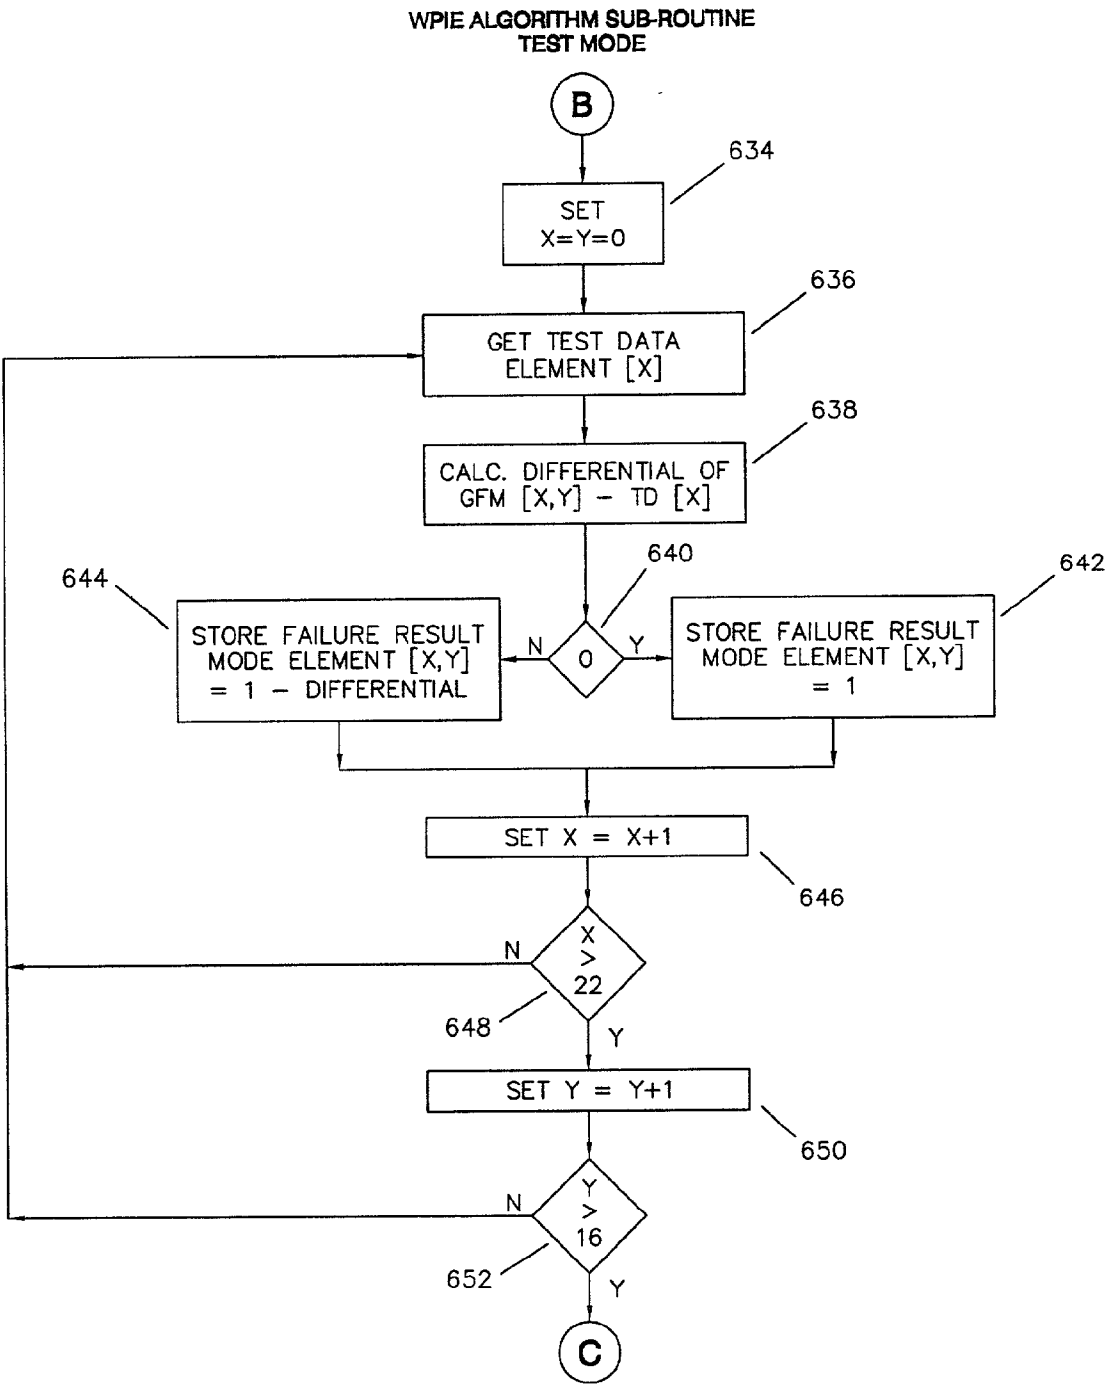 WPIE ALGORITHM SUB-ROUTINE
TEST MODE
B
634
SET
X=Y=0
636
GET TEST DATA
ELEMENT [X]
638
CALC. DIFFERENTIAL OF
GFM [X,Y] – TD [X]
640
644
642
STORE FAILURE RESULT
MODE ELEMENT [X,Y]
= 1 – DIFFERENTIAL
N
0
Y
STORE FAILURE RESULT
MODE ELEMENT [X,Y]
= 1
SET X = X+1
646
N
X
>
22
648
Y
SET Y = Y+1
650
N
Y
>
16
652
Y
C